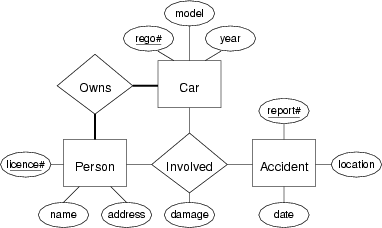 model
rego#
year
Owns
Car
report#
licence#
Person
Involved
Accident
location
name
address
damage
date